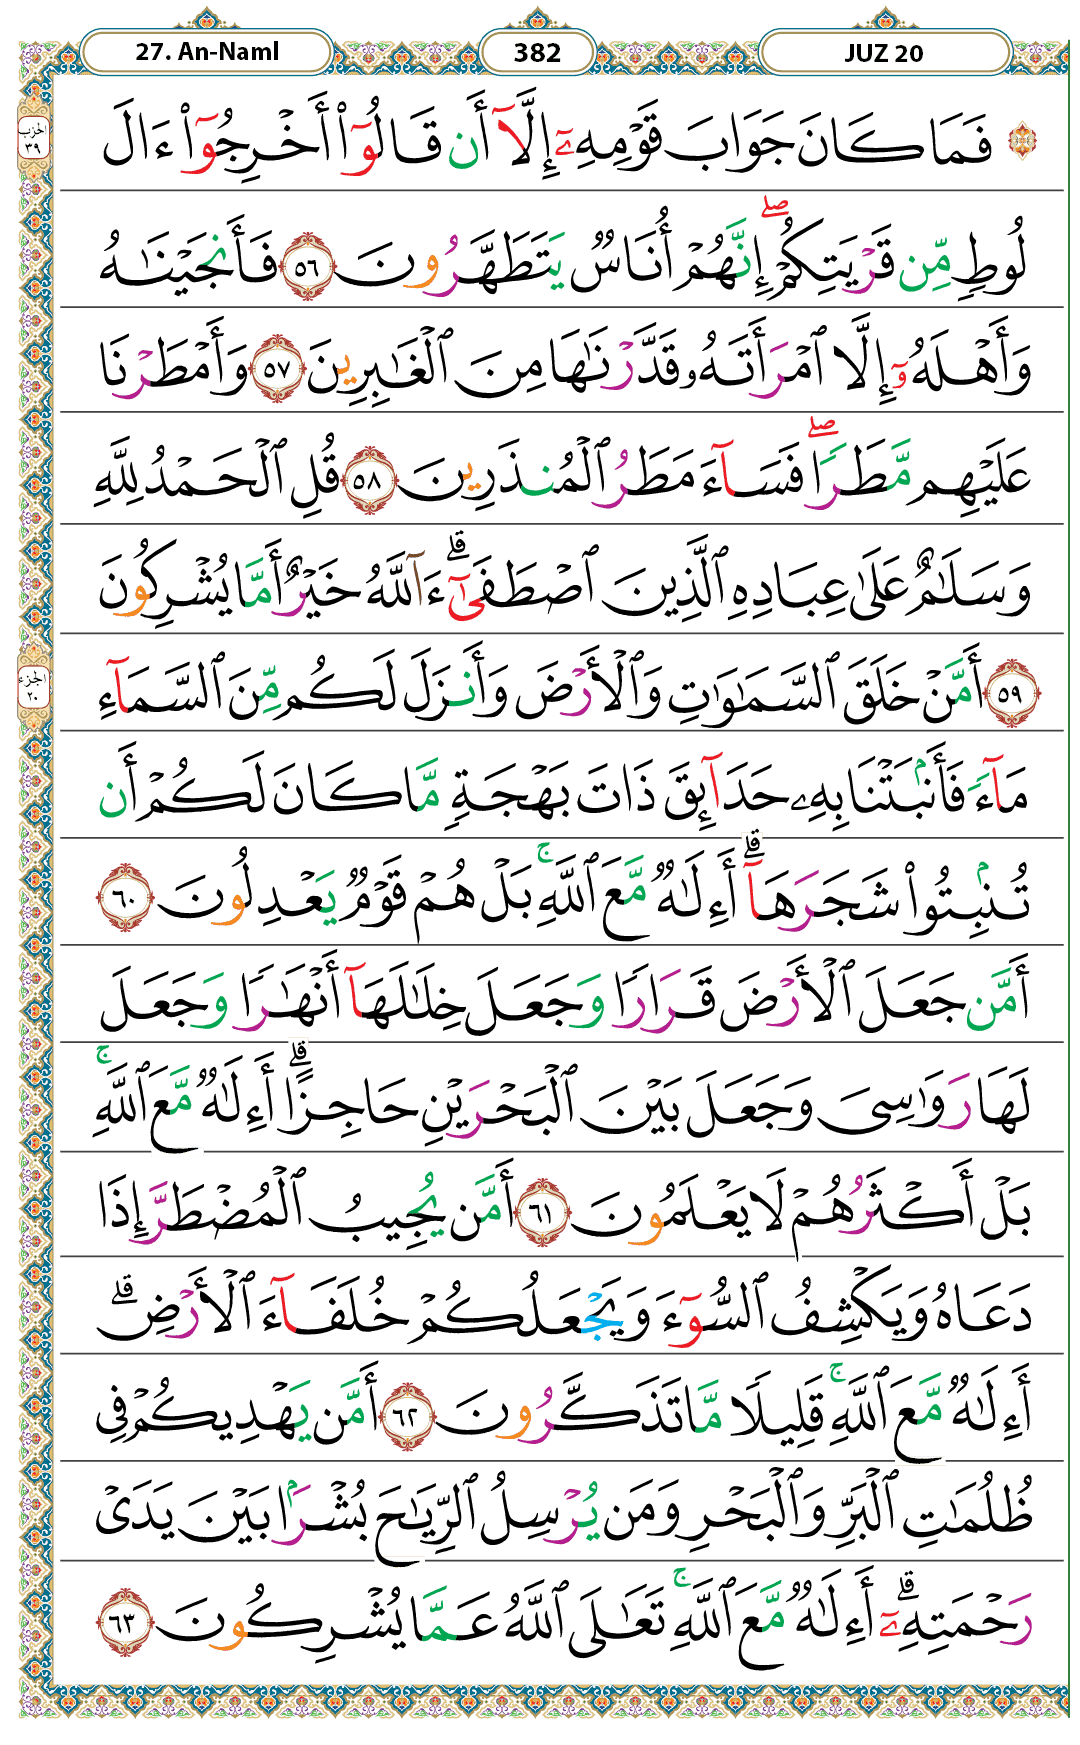 27. An-Naml 382 JUZ 20
الحزب
٣٩
۞ فَمَا كَانَ جَوَابَ قَوْمِهِۦٓ إِلَّآ أَن قَالُوٓا۟ أَخْرِجُوٓا۟ ءَالَ
لُوطٍ مِّن قَرْيَتِكُمْ ۖ إِنَّهُمْ أُنَاسٌ يَتَطَهَّرُونَ ٥٦ فَأَنجَيْنَـٰهُ
وَأَهْلَهُۥٓ إِلَّا ٱمْرَأَتَهُۥ قَدَّرْنَـٰهَا مِنَ ٱلْغَـٰبِرِينَ ٥٧ وَأَمْطَرْنَا
عَلَيْهِم مَّطَرًا ۖ فَسَآءَ مَطَرُ ٱلْمُنذَرِينَ ٥٨ قُلِ ٱلْحَمْدُ لِلَّهِ
وَسَلَـٰمٌ عَلَىٰ عِبَادِهِ ٱلَّذِينَ ٱصْطَفَىٰٓ ۗ ءَآللَّهُ خَيْرٌ أَمَّا يُشْرِكُونَ
٥٩ أَمَّنْ خَلَقَ ٱلسَّمَـٰوَٰتِ وَٱلْأَرْضَ وَأَنزَلَ لَكُم مِّنَ ٱلسَّمَآءِ
الجزء
٢٠
مَآءً فَأَنۢبَتْنَا بِهِۦ حَدَآئِقَ ذَاتَ بَهْجَةٍ مَّا كَانَ لَكُمْ أَن
تُنۢبِتُوا۟ شَجَرَهَآ ۗ أَءِلَـٰهٌ مَّعَ ٱللَّهِ ۚ بَلْ هُمْ قَوْمٌ يَعْدِلُونَ ٦٠
أَمَّن جَعَلَ ٱلْأَرْضَ قَرَارًا وَجَعَلَ خِلَـٰلَهَآ أَنْهَـٰرًا وَجَعَلَ
لَهَا رَوَٰسِىَ وَجَعَلَ بَيْنَ ٱلْبَحْرَيْنِ حَاجِزًا ۗ أَءِلَـٰهٌ مَّعَ ٱللَّهِ ۚ
بَلْ أَكْثَرُهُمْ لَا يَعْلَمُونَ ٦١ أَمَّن يُجِيبُ ٱلْمُضْطَرَّ إِذَا
دَعَاهُ وَيَكْشِفُ ٱلسُّوٓءَ وَيَجْعَلُكُمْ خُلَفَآءَ ٱلْأَرْضِ ۗ
أَءِلَـٰهٌ مَّعَ ٱللَّهِ ۚ قَلِيلًا مَّا تَذَكَّرُونَ ٦٢ أَمَّن يَهْدِيكُمْ فِى
ظُلُمَـٰتِ ٱلْبَرِّ وَٱلْبَحْرِ وَمَن يُرْسِلُ ٱلرِّيَـٰحَ بُشْرًۢا بَيْنَ يَدَىْ
رَحْمَتِهِۦٓ ۗ أَءِلَـٰهٌ مَّعَ ٱللَّهِ ۚ تَعَـٰلَى ٱللَّهُ عَمَّا يُشْرِكُونَ ٦٣